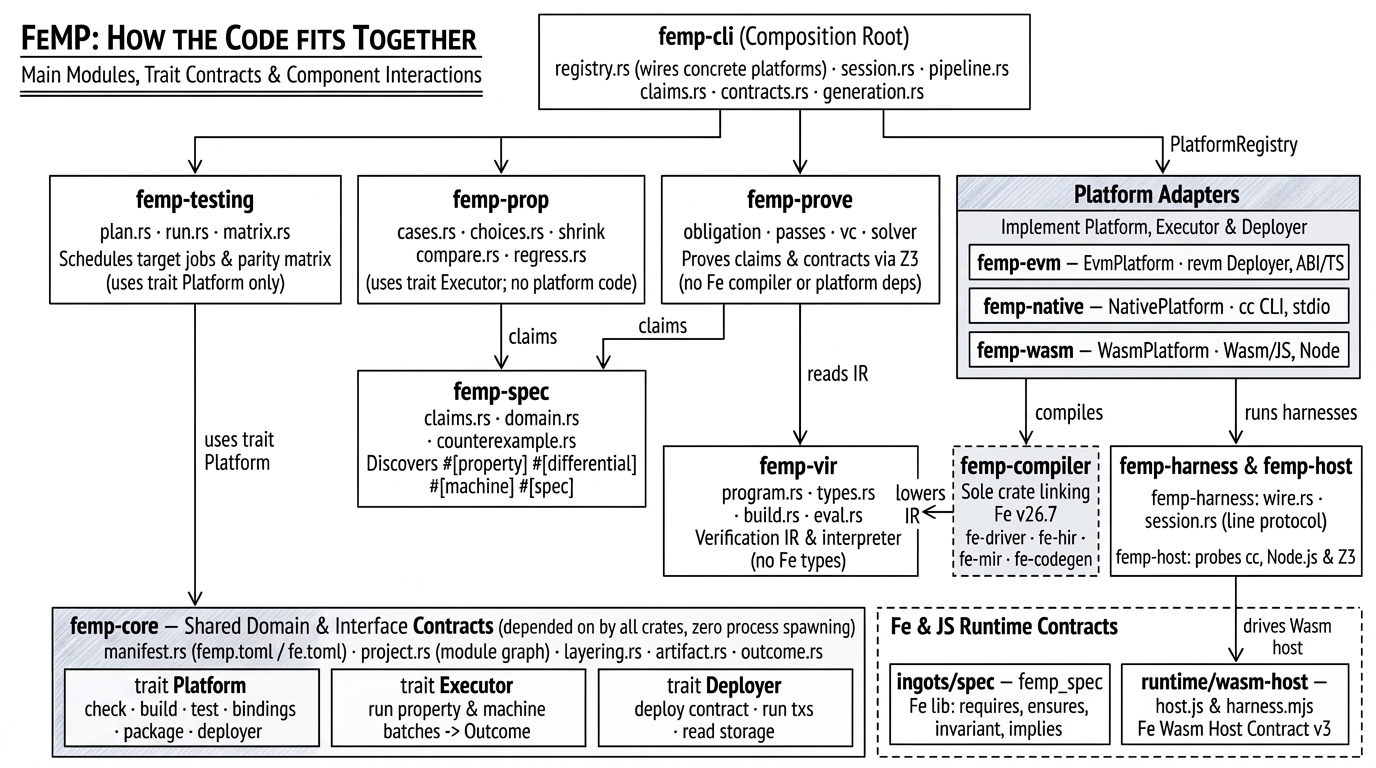 FEMP: HOW THE CODE FITS TOGETHER
Main Modules, Trait Contracts & Component Interactions
femp-cli (Composition Root)
registry.rs (wires concrete platforms) · session.rs · pipeline.rs
claims.rs · contracts.rs · generation.rs
PlatformRegistry
femp-testing
plan.rs · run.rs · matrix.rs
Schedules target jobs & parity matrix
(uses trait Platform only)
femp-prop
cases.rs · choices.rs · shrink
compare.rs · regress.rs
(uses trait Executor; no platform code)
femp-prove
obligation · passes · vc · solver
Proves claims & contracts via Z3
(no Fe compiler or platform deps)
Platform Adapters
Implement Platform, Executor & Deployer
femp-evm — EvmPlatform · revm Deployer, ABI/TS
femp-native — NativePlatform · cc CLI, stdio
femp-wasm — WasmPlatform · Wasm/JS, Node
claims
claims
reads IR
compiles
runs harnesses
uses trait
Platform
femp-spec
claims.rs · domain.rs
· counterexample.rs
Discovers #[property] #[differential]
#[machine] #[spec]
femp-vir
program.rs · types.rs
· build.rs · eval.rs
Verification IR & interpreter
(no Fe types)
lowers
IR
femp-compiler
Sole crate linking
Fe v26.7
fe-driver · fe-hir ·
fe-mir · fe-codegen
femp-harness & femp-host
femp-harness: wire.rs ·
session.rs (line protocol)
femp-host: probes cc, Node.js & Z3
femp-core — Shared Domain & Interface Contracts (depended on by all crates, zero process spawning)
manifest.rs (femp.toml / fe.toml) · project.rs (module graph) · layering.rs · artifact.rs · outcome.rs
trait Platform
check · build · test · bindings
· package · deployer
trait Executor
run property & machine
batches -> Outcome
trait Deployer
deploy contract · run txs
· read storage
Fe & JS Runtime Contracts
drives Wasm
host
ingots/spec — femp_spec
Fe lib: requires, ensures,
invariant, implies
runtime/wasm-host —
host.js & harness.mjs
Fe Wasm Host Contract v3